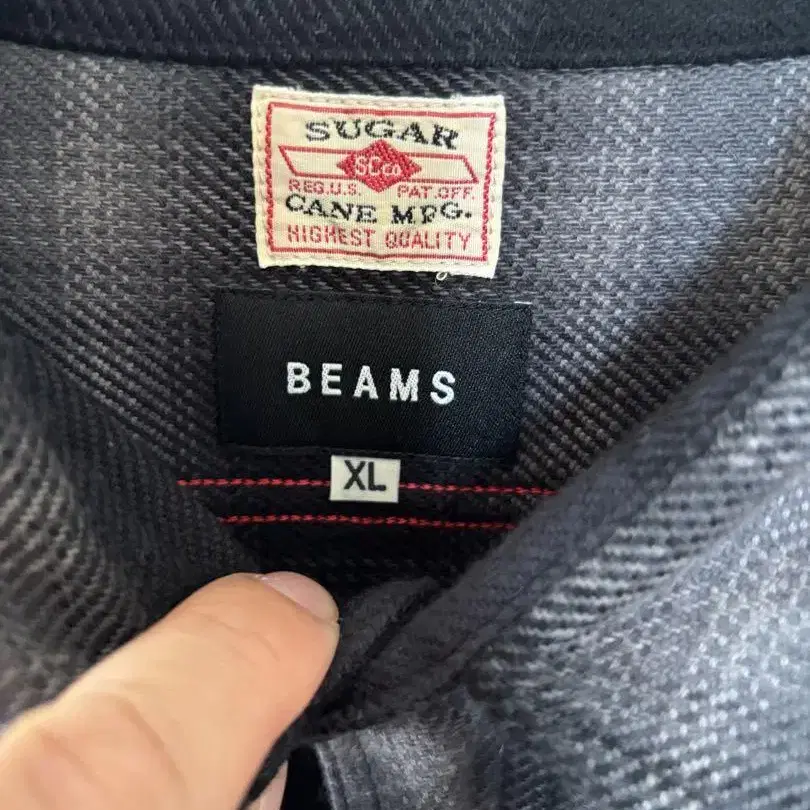 SUGAR
SCCo
REG.U.S. PAT.OFF.
CANE MFG.
HIGHEST QUALITY
BEAMS
XL